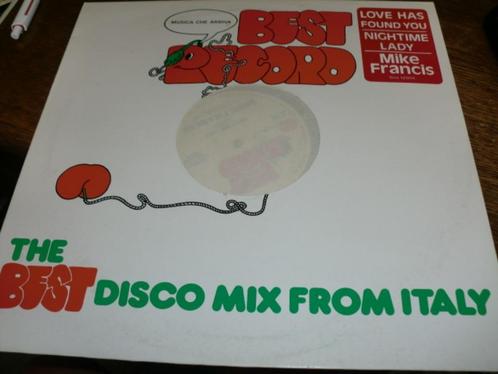 MUSICA CHE ARRIVA
BEST
RECORD
LOVE HAS
FOUND YOU
NIGHTIME
LADY
Mike
Francis
THE
BEST DISCO MIX FROM ITALY